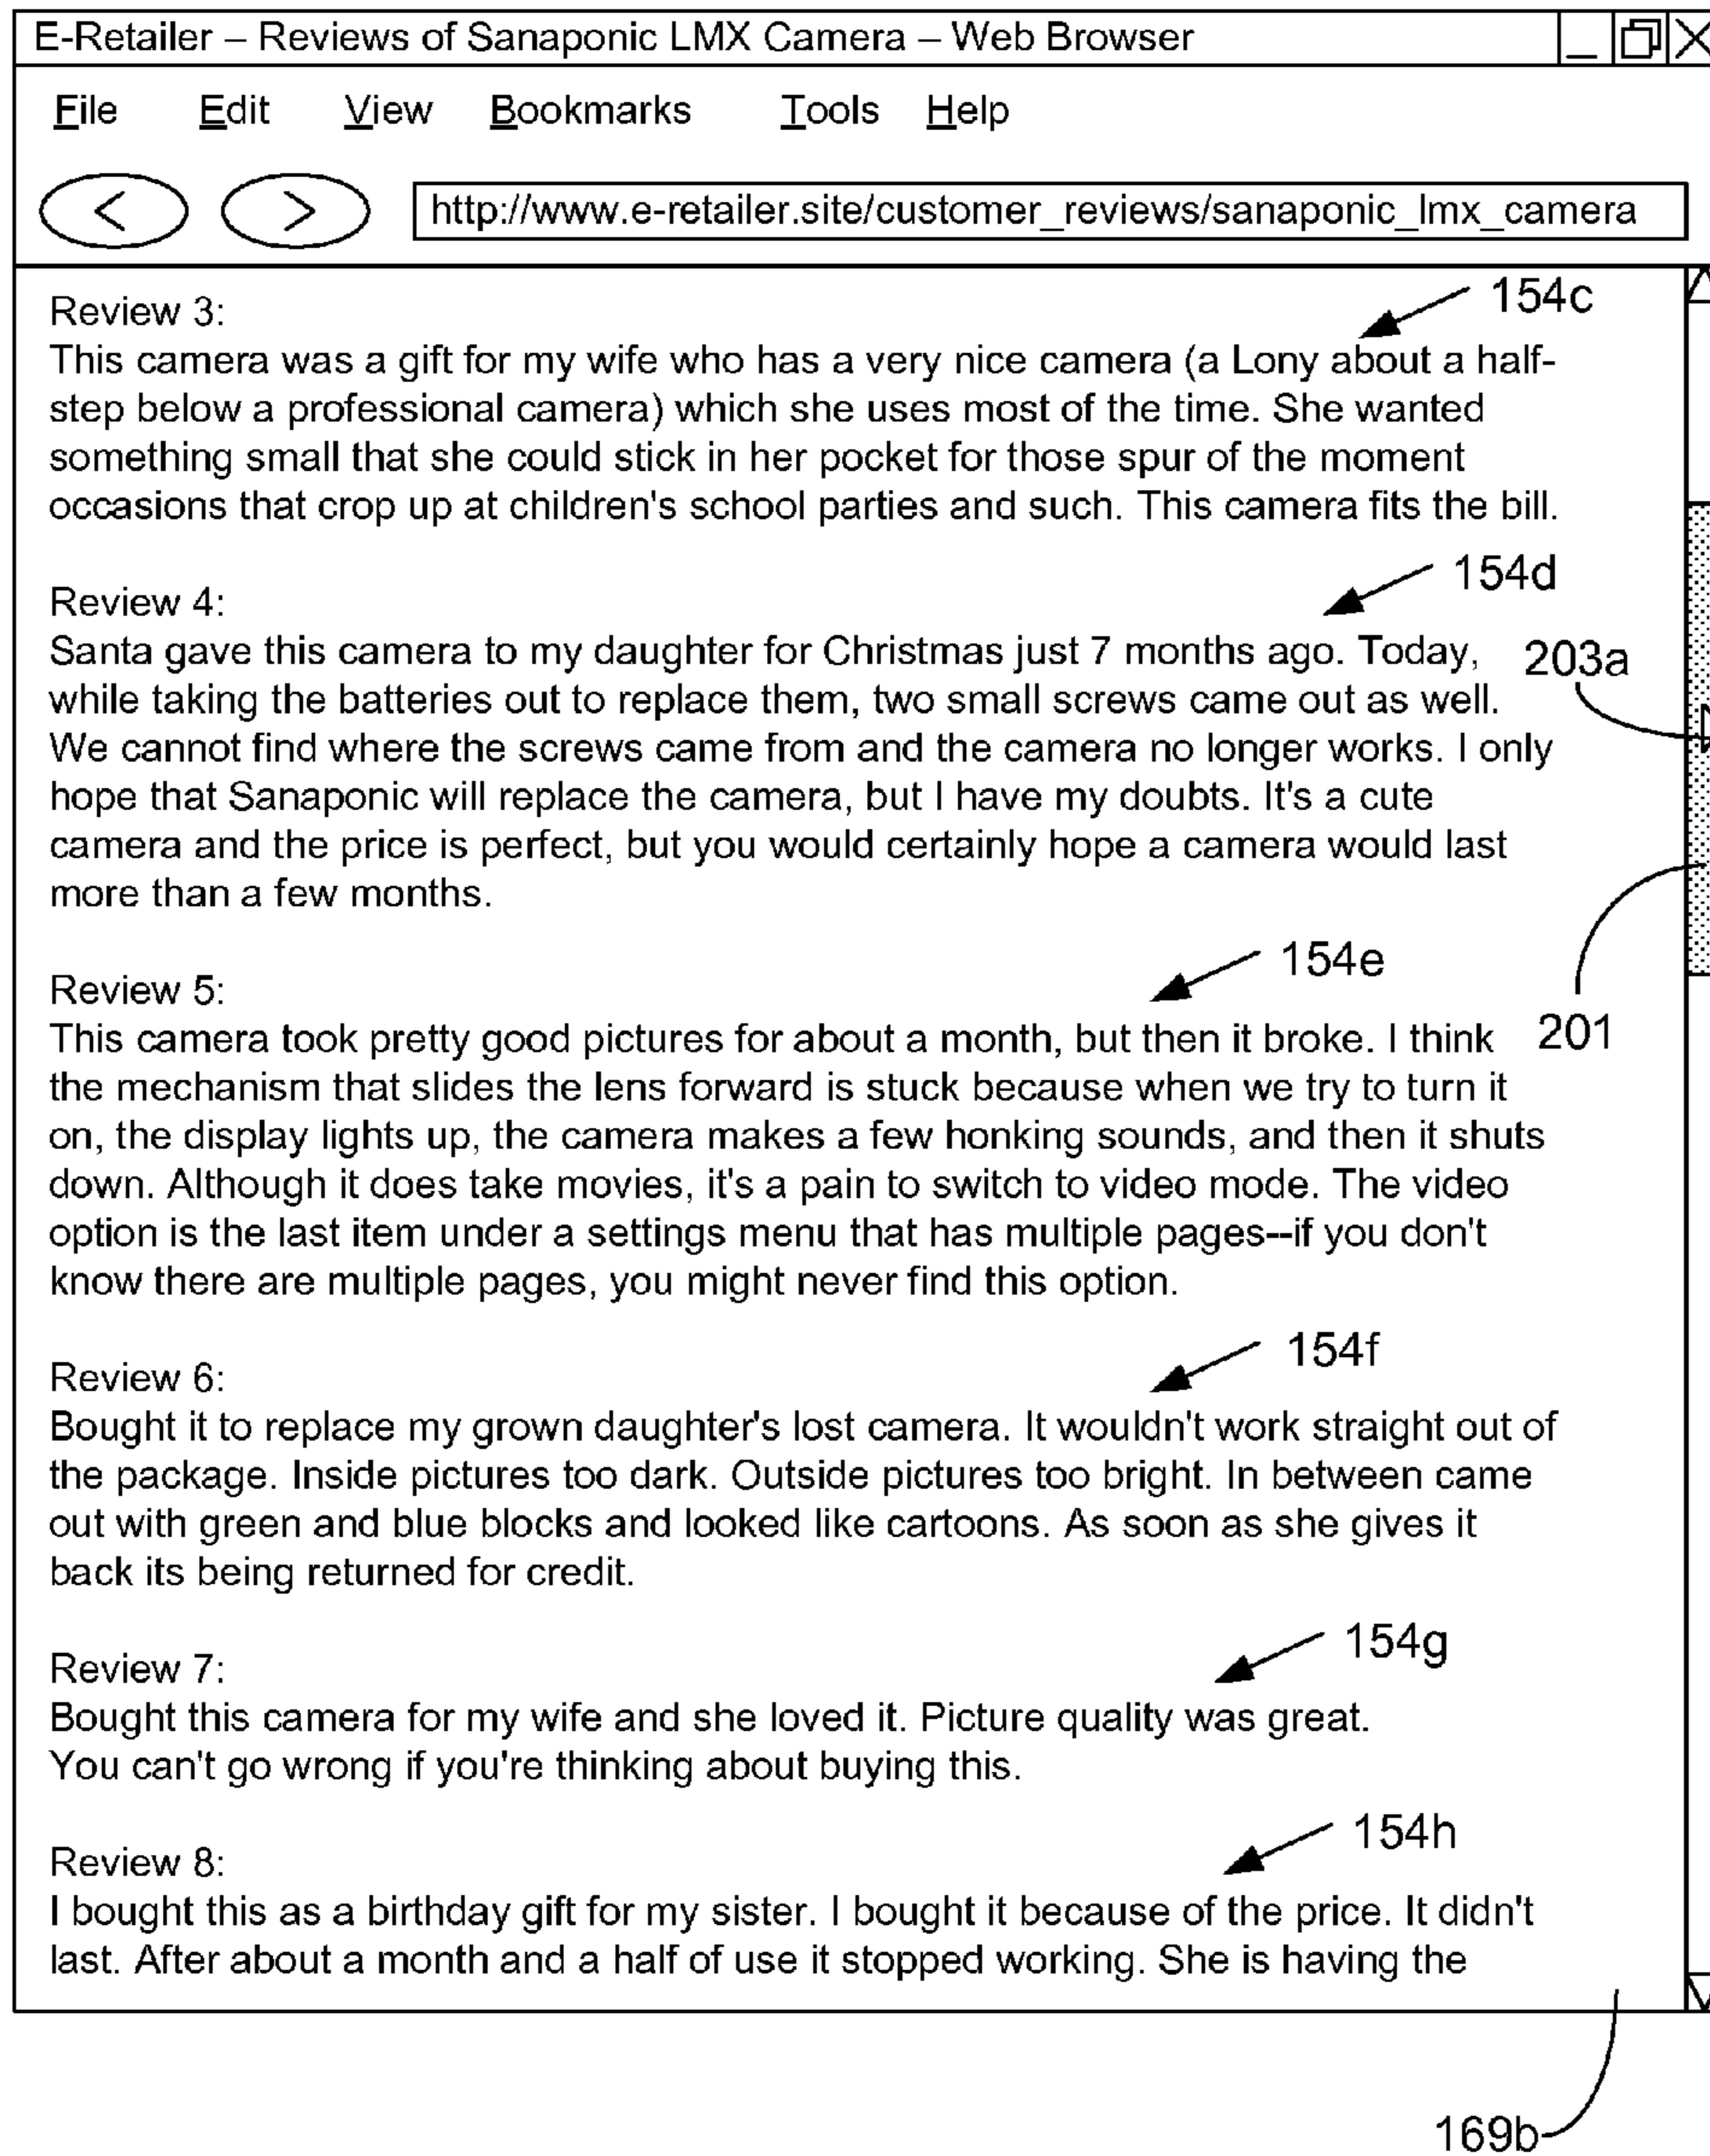 E-Retailer – Reviews of Sanaponic LMX Camera – Web Browser
File Edit View Bookmarks Tools Help
< >
http://www.e-retailer.site/customer_reviews/sanaponic_lmx_camera
154c
Review 3:
This camera was a gift for my wife who has a very nice camera (a Lony about a half-
step below a professional camera) which she uses most of the time. She wanted
something small that she could stick in her pocket for those spur of the moment
occasions that crop up at children's school parties and such. This camera fits the bill.
154d
Review 4:
Santa gave this camera to my daughter for Christmas just 7 months ago. Today,
203a
while taking the batteries out to replace them, two small screws came out as well.
We cannot find where the screws came from and the camera no longer works. I only
hope that Sanaponic will replace the camera, but I have my doubts. It's a cute
camera and the price is perfect, but you would certainly hope a camera would last
more than a few months.
154e
Review 5:
This camera took pretty good pictures for about a month, but then it broke. I think
201
the mechanism that slides the lens forward is stuck because when we try to turn it
on, the display lights up, the camera makes a few honking sounds, and then it shuts
down. Although it does take movies, it's a pain to switch to video mode. The video
option is the last item under a settings menu that has multiple pages--if you don't
know there are multiple pages, you might never find this option.
154f
Review 6:
Bought it to replace my grown daughter's lost camera. It wouldn't work straight out of
the package. Inside pictures too dark. Outside pictures too bright. In between came
out with green and blue blocks and looked like cartoons. As soon as she gives it
back its being returned for credit.
154g
Review 7:
Bought this camera for my wife and she loved it. Picture quality was great.
You can't go wrong if you're thinking about buying this.
154h
Review 8:
I bought this as a birthday gift for my sister. I bought it because of the price. It didn't
last. After about a month and a half of use it stopped working. She is having the
169b